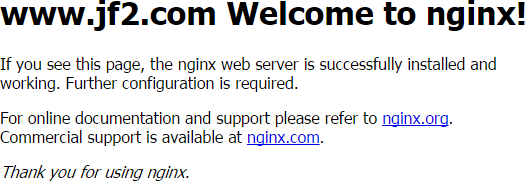 www.jf2.com Welcome to nginx!
If you see this page, the nginx web server is successfully installed and
working. Further configuration is required.
For online documentation and support please refer to nginx.org.
Commercial support is available at nginx.com.
Thank you for using nginx.